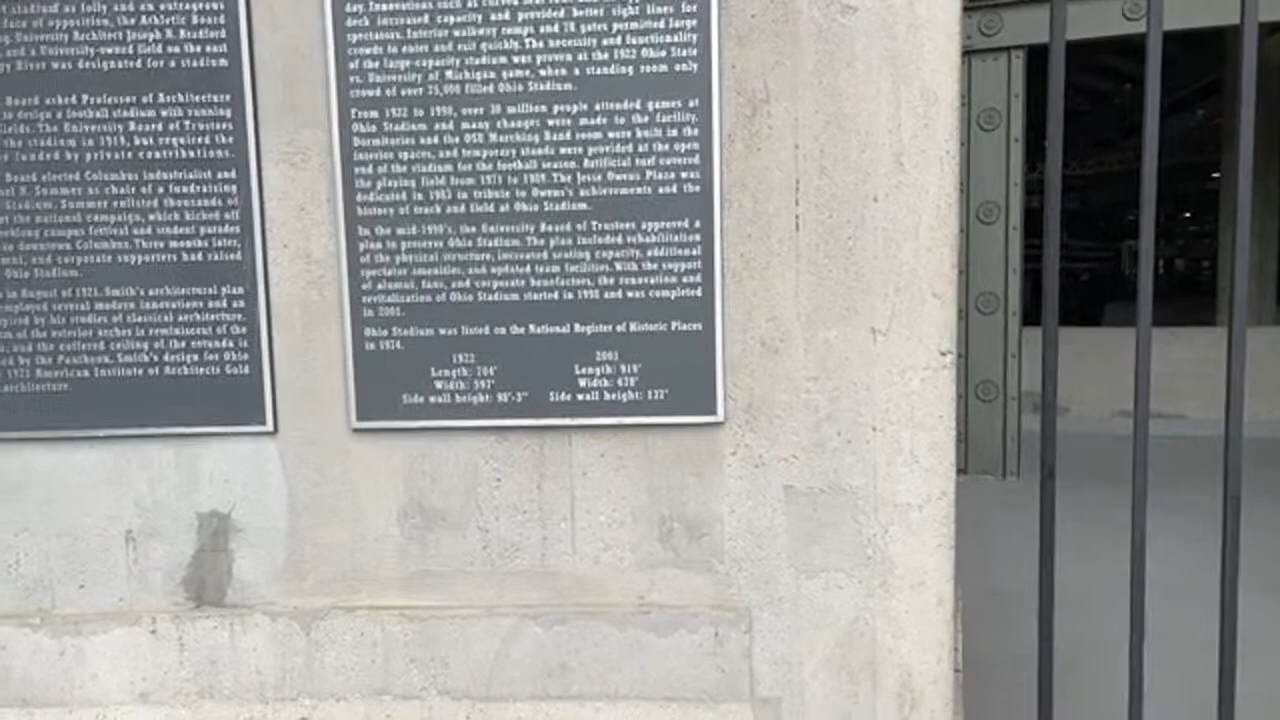 stadium as folly and an outrageous
face of opposition, the Athletic Board
University Architect Joseph N. Bradford
and a University-owned field on the east
River was designated for a stadium
Board asked Professor of Architecture
to design a football stadium with running
fields. The University Board of Trustees
the stadium in 1919, but required the
funded by private contributions.
Board elected Columbus industrialist and
N. Summer as chair of a fundraising
Stadium. Summer enlisted thousands of
the national campaign, which kicked off
weeklong campus festival and student parades
downtown Columbus. Three months later,
and corporate supporters had raised
Ohio Stadium.
in August of 1921. Smith's architectural plan
employed several modern innovations and an
by his studies of classical architecture.
of the exterior arches is reminiscent of the
and the coffered ceiling of the rotunda is
by the Pantheon. Smith's design for Ohio
American Institute of Architects Gold
architecture.
day. Innovations such as curved
deck increased capacity and provided better sight lines for
spectators. Interior walkway ramps and gates permitted large
crowds to enter and exit quickly. The necessity and functionality
of the large-capacity stadium was proven at the 1922 Ohio State
vs. University of Michigan game, when a standing room only
crowd of over 75,000 filled Ohio Stadium.
From 1922 to 1998, over 30 million people attended games at
Ohio Stadium and many changes were made to the facility.
Dormitories and the OSU Marching Band room were built in the
interior spaces, and temporary stands were provided at the open
end of the stadium for the football season. Artificial turf covered
the playing field from 1971 to 1989. The Jesse Owens Plaza was
dedicated in 1983 in tribute to Owens's achievements and the
history of track and field at Ohio Stadium.
In the mid-1990's, the University Board of Trustees approved a
plan to preserve Ohio Stadium. The plan included rehabilitation
of the physical structure, increased seating capacity, additional
spectator amenities, and updated team facilities. With the support
of alumni, fans, and corporate benefactors, the renovation and
revitalization of Ohio Stadium started in 1998 and was completed
in 2001.
Ohio Stadium was listed on the National Register of Historic Places
in 1974.
1922 2001
Length: 704' Length: 919'
Width: 597' Width: 678'
Side wall height: 98'-3" Side wall height: 137'